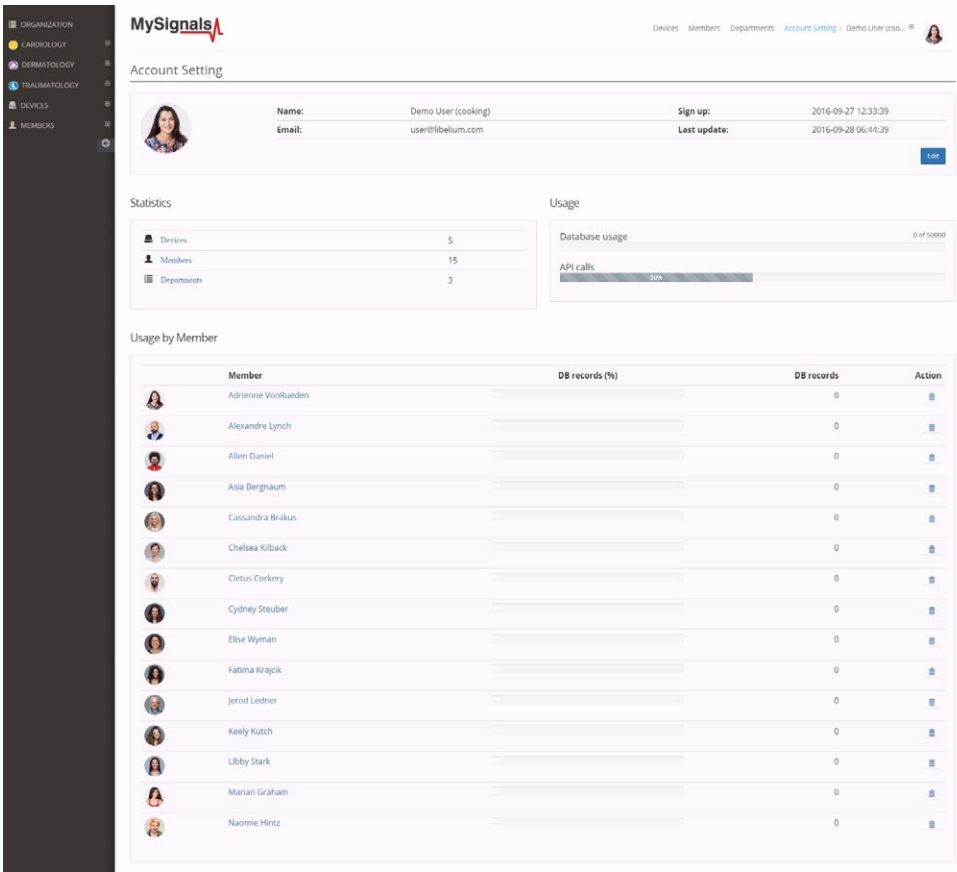 ORGANIZATION
CARDIOLOGY
DERMATOLOGY
TRAUMATOLOGY
DEVICES
MEMBERS
MySignals
Devices Members Departments Account Setting Demo User (coo...
Account Setting
Name: Demo User (cooking) Sign up: 2016-09-27 12:33:39
Email: user@libelium.com Last update: 2016-09-28 06:44:39
Edit
Statistics
Devices 5
Members 15
Departments 3
Usage
Database usage 0 of 50000
API calls
50%
Usage by Member
Member DB records (%) DB records Action
Adrienne VonRueden 0
Alexandre Lynch 0
Allen Daniel 0
Asia Bergnaum 0
Cassandra Brakus 0
Chelsea Kilback 0
Cletus Corkery 0
Cydney Steuber 0
Elise Wyman 0
Fatima Krajcik 0
Jerod Ledner 0
Keely Kutch 0
Libby Stark 0
Marian Graham 0
Naomie Hintz 0